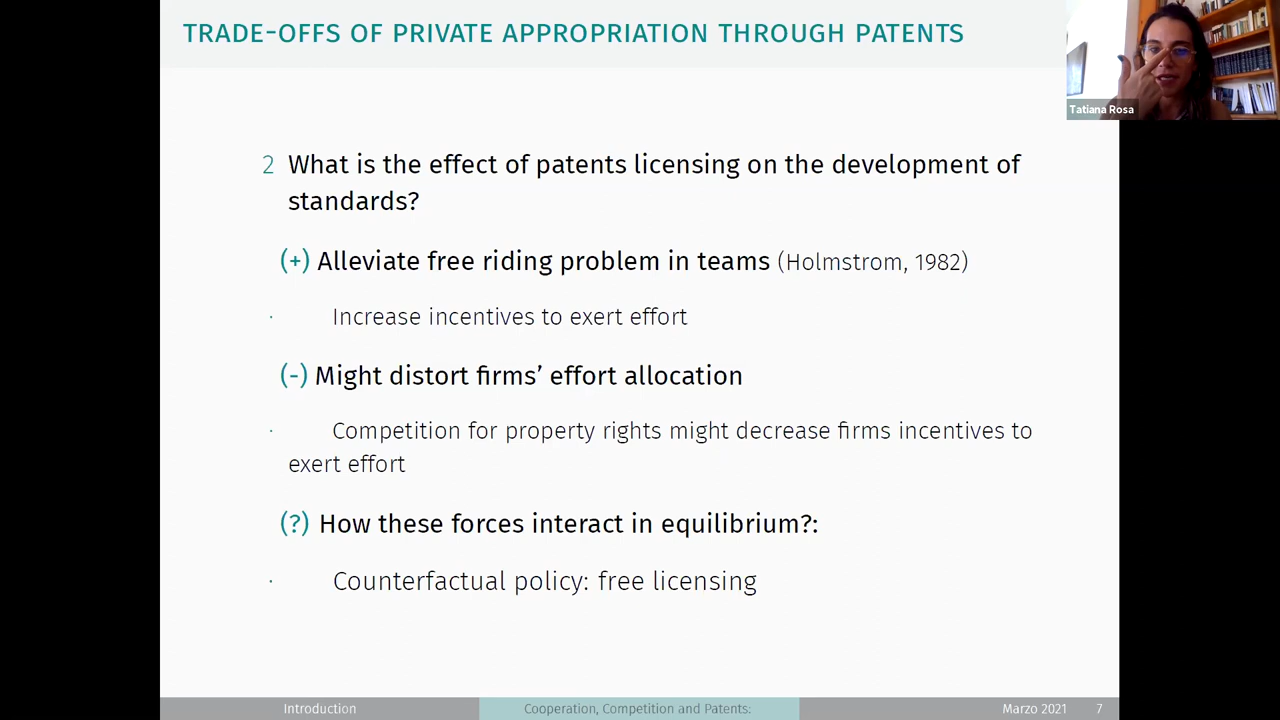 TRADE-OFFS OF PRIVATE APPROPRIATION THROUGH PATENTS
Tatiana Rosa
2 What is the effect of patents licensing on the development of
standards?
(+) Alleviate free riding problem in teams (Holmstrom, 1982)
· Increase incentives to exert effort
(-) Might distort firms’ effort allocation
· Competition for property rights might decrease firms incentives to
exert effort
(?) How these forces interact in equilibrium?:
· Counterfactual policy: free licensing
Introduction Cooperation, Competition and Patents: Marzo 2021 7